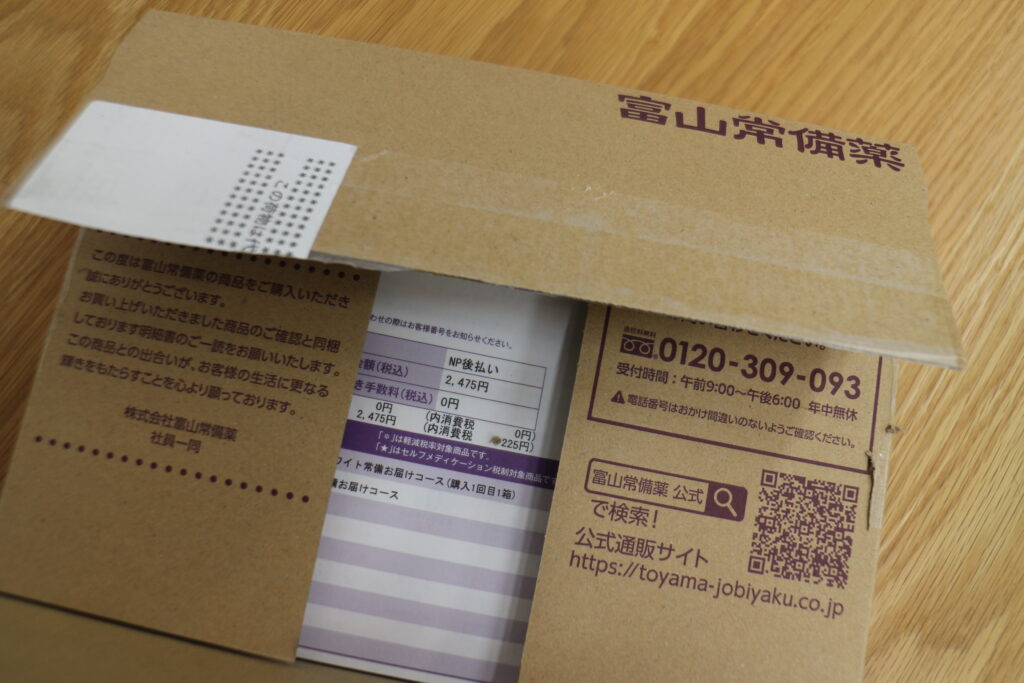 富山常備薬
この度は富山常備薬の商品をご購入いただき
誠にありがとうございます。
お買い上げいただきました商品のご確認と同梱
しております明細書のご一読をお願いいたします。
この商品との出合いが、お客様の生活に更なる
輝きをもたらすことを心より願っております。
株式会社富山常備薬
社員一同
わせの際はお客様番号をお知らせください。
金額(税込) NP後払い
2,475円
き手数料(税込) 0円
0円 (内消費税 0円)
2,475円 (内消費税 225円)
「※」は軽減税率対象商品です。
「★」はセルフメディケーション税制対象商品です
ワイト常備お届けコース(購入1回目1箱)
備お届けコース
通話料無料
0120-309-093
受付時間：午前9:00～午後6:00 年中無休
電話番号はおかけ間違いのないようご確認ください。
富山常備薬 公式
で検索！
公式通販サイト
https://toyama-jobiyaku.co.jp